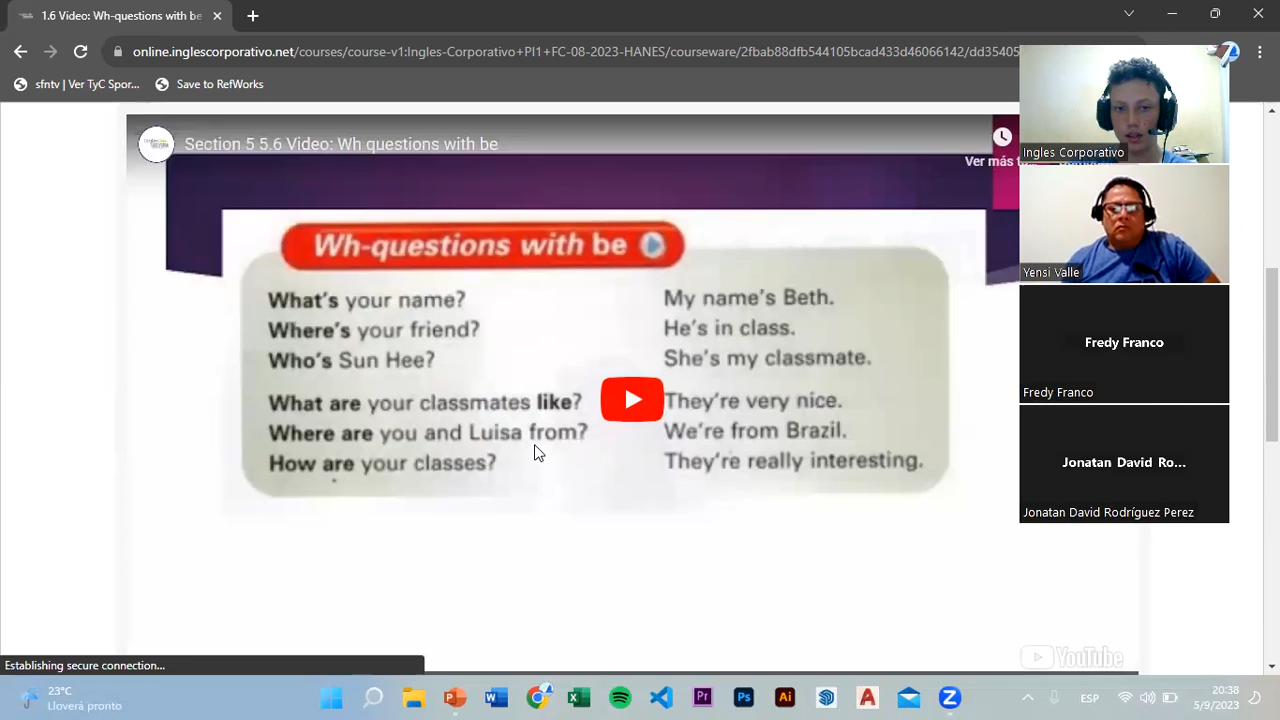 1.6 Video: Wh-questions with be
online.inglescorporativo.net/courses/course-v1:Ingles-Corporativo+PI1+FC-08-2023-HANES/courseware/2fbab88dfb544105bcad433d46066142/dd35405
sfntv | Ver TyC Spor...
Save to RefWorks
Section 5 5.6 Video: Wh questions with be
Ver más t
Wh-questions with be
What's your name? My name's Beth.
Where's your friend? He's in class.
Who's Sun Hee? She's my classmate.
What are your classmates like? They're very nice.
Where are you and Luisa from? We're from Brazil.
How are your classes? They're really interesting.
Ingles Corporativo
Yensi Valle
Fredy Franco
Fredy Franco
Jonatan David Ro...
Jonatan David Rodríguez Perez
YouTube
Establishing secure connection...
23°C
Lloverá pronto
Pr
Ps
Ai
ESP
20:38
5/9/2023